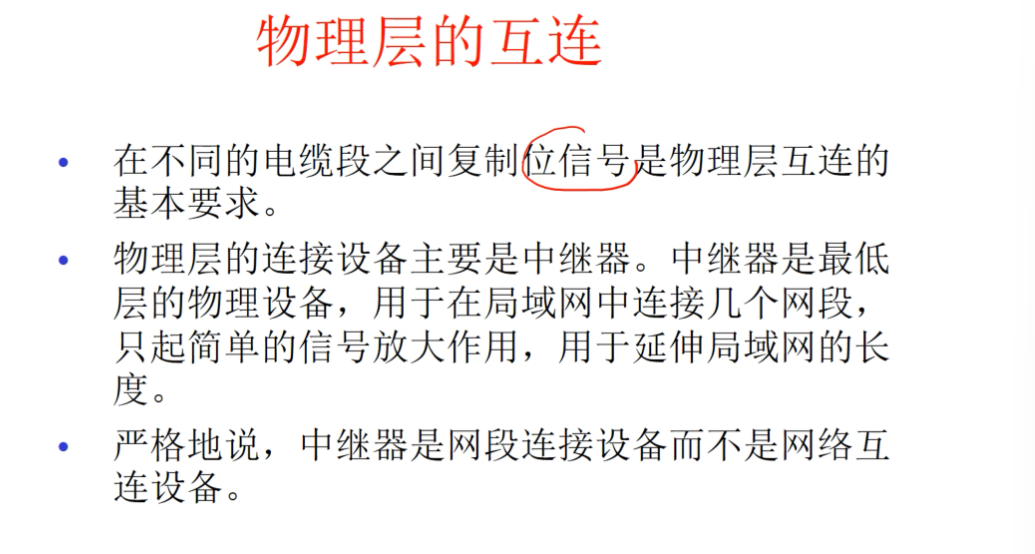 物理层的互连
• 在不同的电缆段之间复制位信号是物理层互连的
基本要求。
• 物理层的连接设备主要是中继器。中继器是最低
层的物理设备，用于在局域网中连接几个网段，
只起简单的信号放大作用，用于延伸局域网的长
度。
• 严格地说，中继器是网段连接设备而不是网络互
连设备。